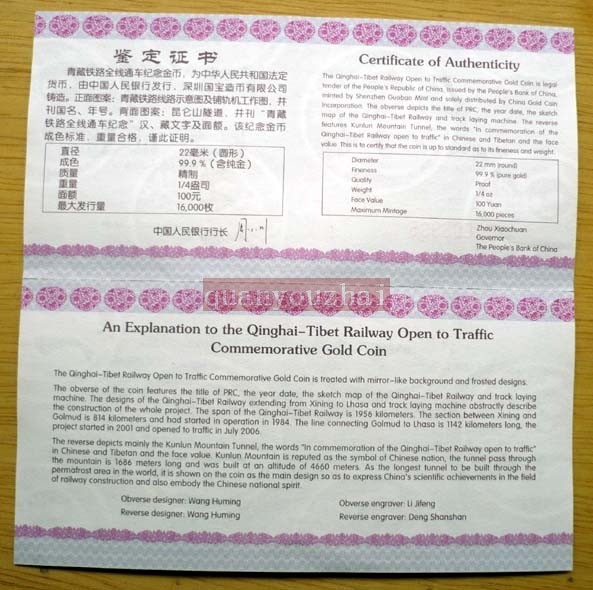 鉴定证书
青藏铁路全线通车纪念金币，为中华人民共和国法定
货币，由中国人民银行发行，深圳国宝造币有限公司
铸造。正面图案：青藏铁路线路示意图及铺轨机工作图，并
刊国名、年号。背面图案：昆仑山隧道，并刊“青藏
铁路全线通车纪念”汉、藏文字及面额。该纪念金币
成色标准，重量合格，谨此证明。
直径 22毫米（圆形）
成色 99.9％（含纯金）
质量 精制
重量 1/4盎司
面额 100元
最大发行量 16,000枚
中国人民银行行长
Certificate of Authenticity
The Qinghai-Tibet Railway Open to Traffic Commemorative Gold Coin is legal
tender of the People's Republic of China, issued by the People's Bank of China,
minted by Shenzhen Guobao Mint and solely distributed by China Gold Coin
Incorporation. The obverse depicts the title of PRC, the year date, the sketch
map of the Qinghai-Tibet Railway and track laying machine. The reverse
features Kunlun Mountain Tunnel, the words "In commemoration of the
Qinghai-Tibet Railway open to traffic" in Chinese and Tibetan and the face
value. This is to certify that the coin is up to standard as to its fineness and weight.
Diameter 22 mm (round)
Fineness 99.9 % (pure gold)
Quality Proof
Weight 1/4 oz
Face Value 100 Yuan
Maximum Mintage 16,000 pieces
Zhou Xiaochuan
Governor
The People's Bank of China
An Explanation to the Qinghai-Tibet Railway Open to Traffic
Commemorative Gold Coin
The Qinghai-Tibet Railway Open to Traffic Commemorative Gold Coin is treated with mirror-like background and frosted designs.
The obverse of the coin features the title of PRC, the year date, the sketch map of the Qinghai-Tibet Railway and track laying
machine. The designs of the Qinghai-Tibet Railway extending from Xining to Lhasa and track laying machine abstractly describe
the construction of the whole project. The span of the Qinghai-Tibet Railway is 1956 kilometers. The section between Xining and
Golmud is 814 kilometers and had started in operation in 1984. The line connecting Golmud to Lhasa is 1142 kilometers long, the
project started in 2001 and opened to traffic in July 2006.
The reverse depicts mainly the Kunlun Mountain Tunnel, the words "In commemoration of the Qinghai-Tibet Railway open to traffic"
in Chinese and Tibetan and the face value. Kunlun Mountain is reputed as the symbol of Chinese nation, the tunnel pass through
the mountain is 1686 meters long and was built at an altitude of 4660 meters. As the longest tunnel to be built through the
permafrost area in the world, it is shown on the coin as the main design so as to express China's scientific achievements in the field
of railway construction and also embody the Chinese national spirit.
Obverse designer: Wang Huming Obverse engraver: Li Jifeng
Reverse designer: Wang Huming Reverse engraver: Deng Shanshan